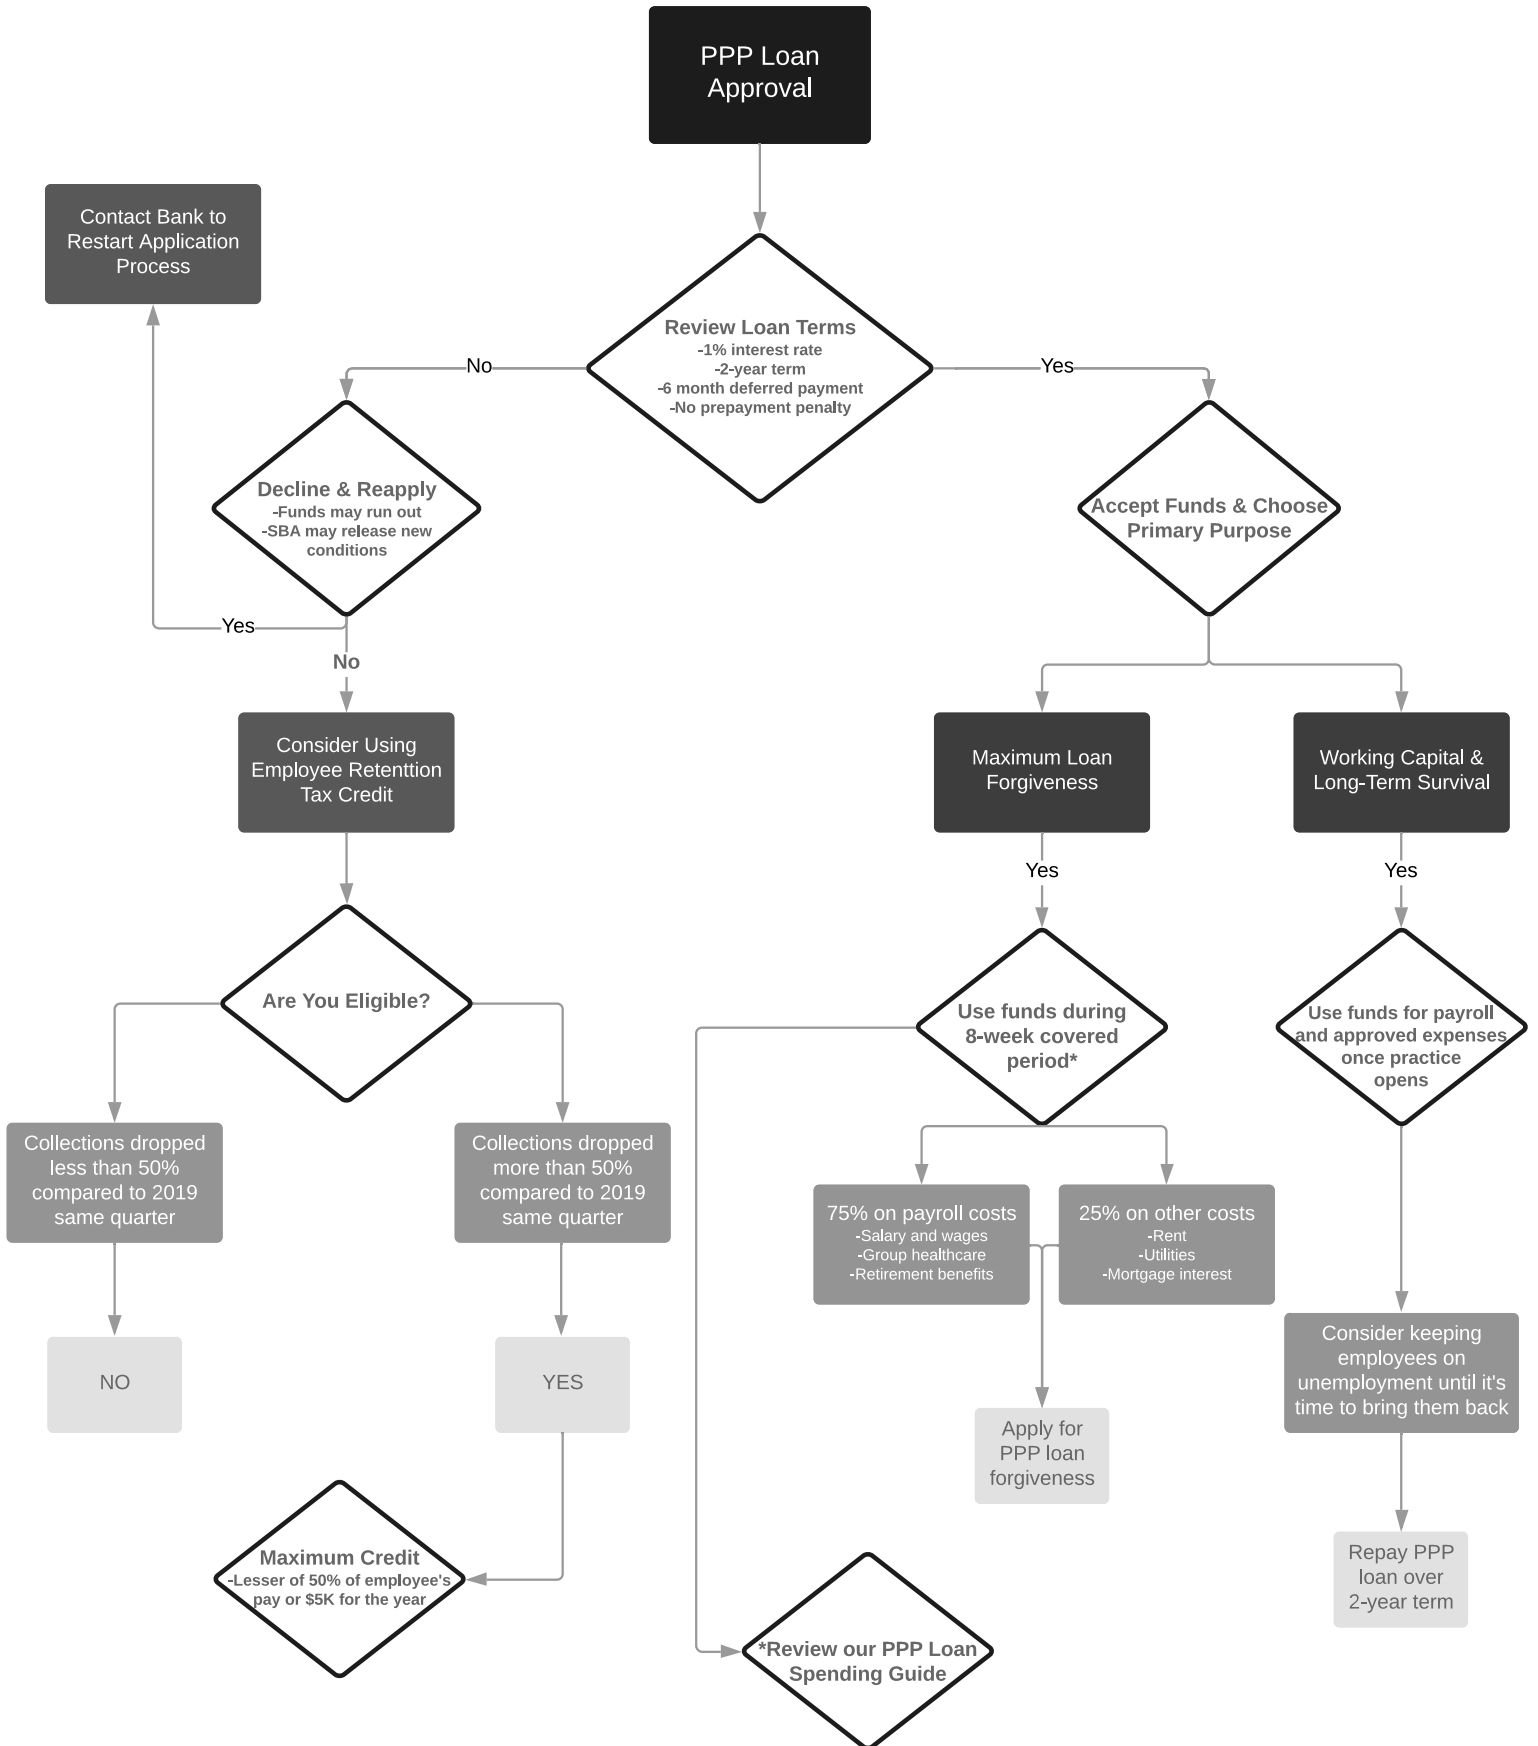 PPP Loan
Approval
Contact Bank to
Restart Application
Process
Review Loan Terms
-1% interest rate
-2-year term
-6 month deferred payment
-No prepayment penalty
No
Yes
Decline & Reapply
-Funds may run out
-SBA may release new
conditions
Accept Funds & Choose
Primary Purpose
Yes
No
Consider Using
Employee Retenttion
Tax Credit
Maximum Loan
Forgiveness
Working Capital &
Long-Term Survival
Yes
Yes
Are You Eligible?
Use funds during
8-week covered
period*
Use funds for payroll
and approved expenses
once practice
opens
Collections dropped
less than 50%
compared to 2019
same quarter
Collections dropped
more than 50%
compared to 2019
same quarter
75% on payroll costs
-Salary and wages
-Group healthcare
-Retirement benefits
25% on other costs
-Rent
-Utilities
-Mortgage interest
Consider keeping
employees on
unemployment until it's
time to bring them back
NO
YES
Apply for
PPP loan
forgiveness
Maximum Credit
-Lesser of 50% of employee's
pay or $5K for the year
Repay PPP
loan over
2-year term
*Review our PPP Loan
Spending Guide